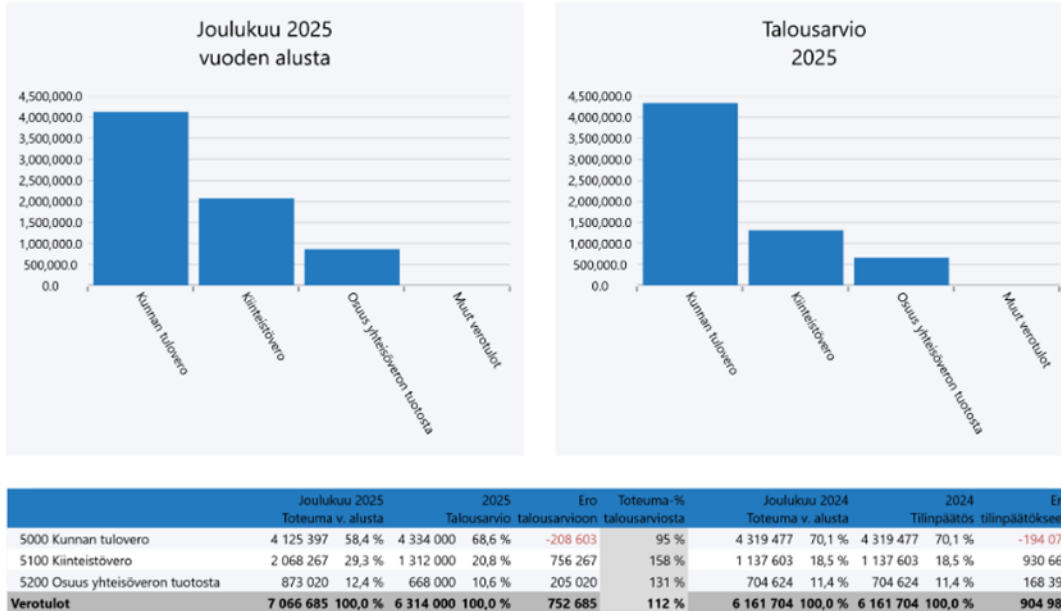 Joulukuu 2025
vuoden alusta
4,500,000.0
4,000,000.0
3,500,000.0
3,000,000.0
2,500,000.0
2,000,000.0
1,500,000.0
1,000,000.0
500,000.0
0.0
Kunnan tulovero
Kiinteistövero
Osuus yhteisöveron tuotosta
Muut verotulot
Talousarvio
2025
4,500,000.0
4,000,000.0
3,500,000.0
3,000,000.0
2,500,000.0
2,000,000.0
1,500,000.0
1,000,000.0
500,000.0
0.0
Kunnan tulovero
Kiinteistövero
Osuus yhteisöveron tuotosta
Muut verotulot
Joulukuu 2025 2025 Ero Toteuma-% Joulukuu 2024 2024 Er
Toteuma v. alusta Talousarvio talousarvioon talousarviosta Toteuma v. alusta Tilinpäätös tilinpäätöksee
5000 Kunnan tulovero 4 125 397 58,4 % 4 334 000 68,6 % -208 603 95 % 4 319 477 70,1 % 4 319 477 70,1 % -194 07
5100 Kiinteistövero 2 068 267 29,3 % 1 312 000 20,8 % 756 267 158 % 1 137 603 18,5 % 1 137 603 18,5 % 930 66
5200 Osuus yhteisöveron tuotosta 873 020 12,4 % 668 000 10,6 % 205 020 131 % 704 624 11,4 % 704 624 11,4 % 168 39
Verotulot 7 066 685 100,0 % 6 314 000 100,0 % 752 685 112 % 6 161 704 100,0 % 6 161 704 100,0 % 904 98